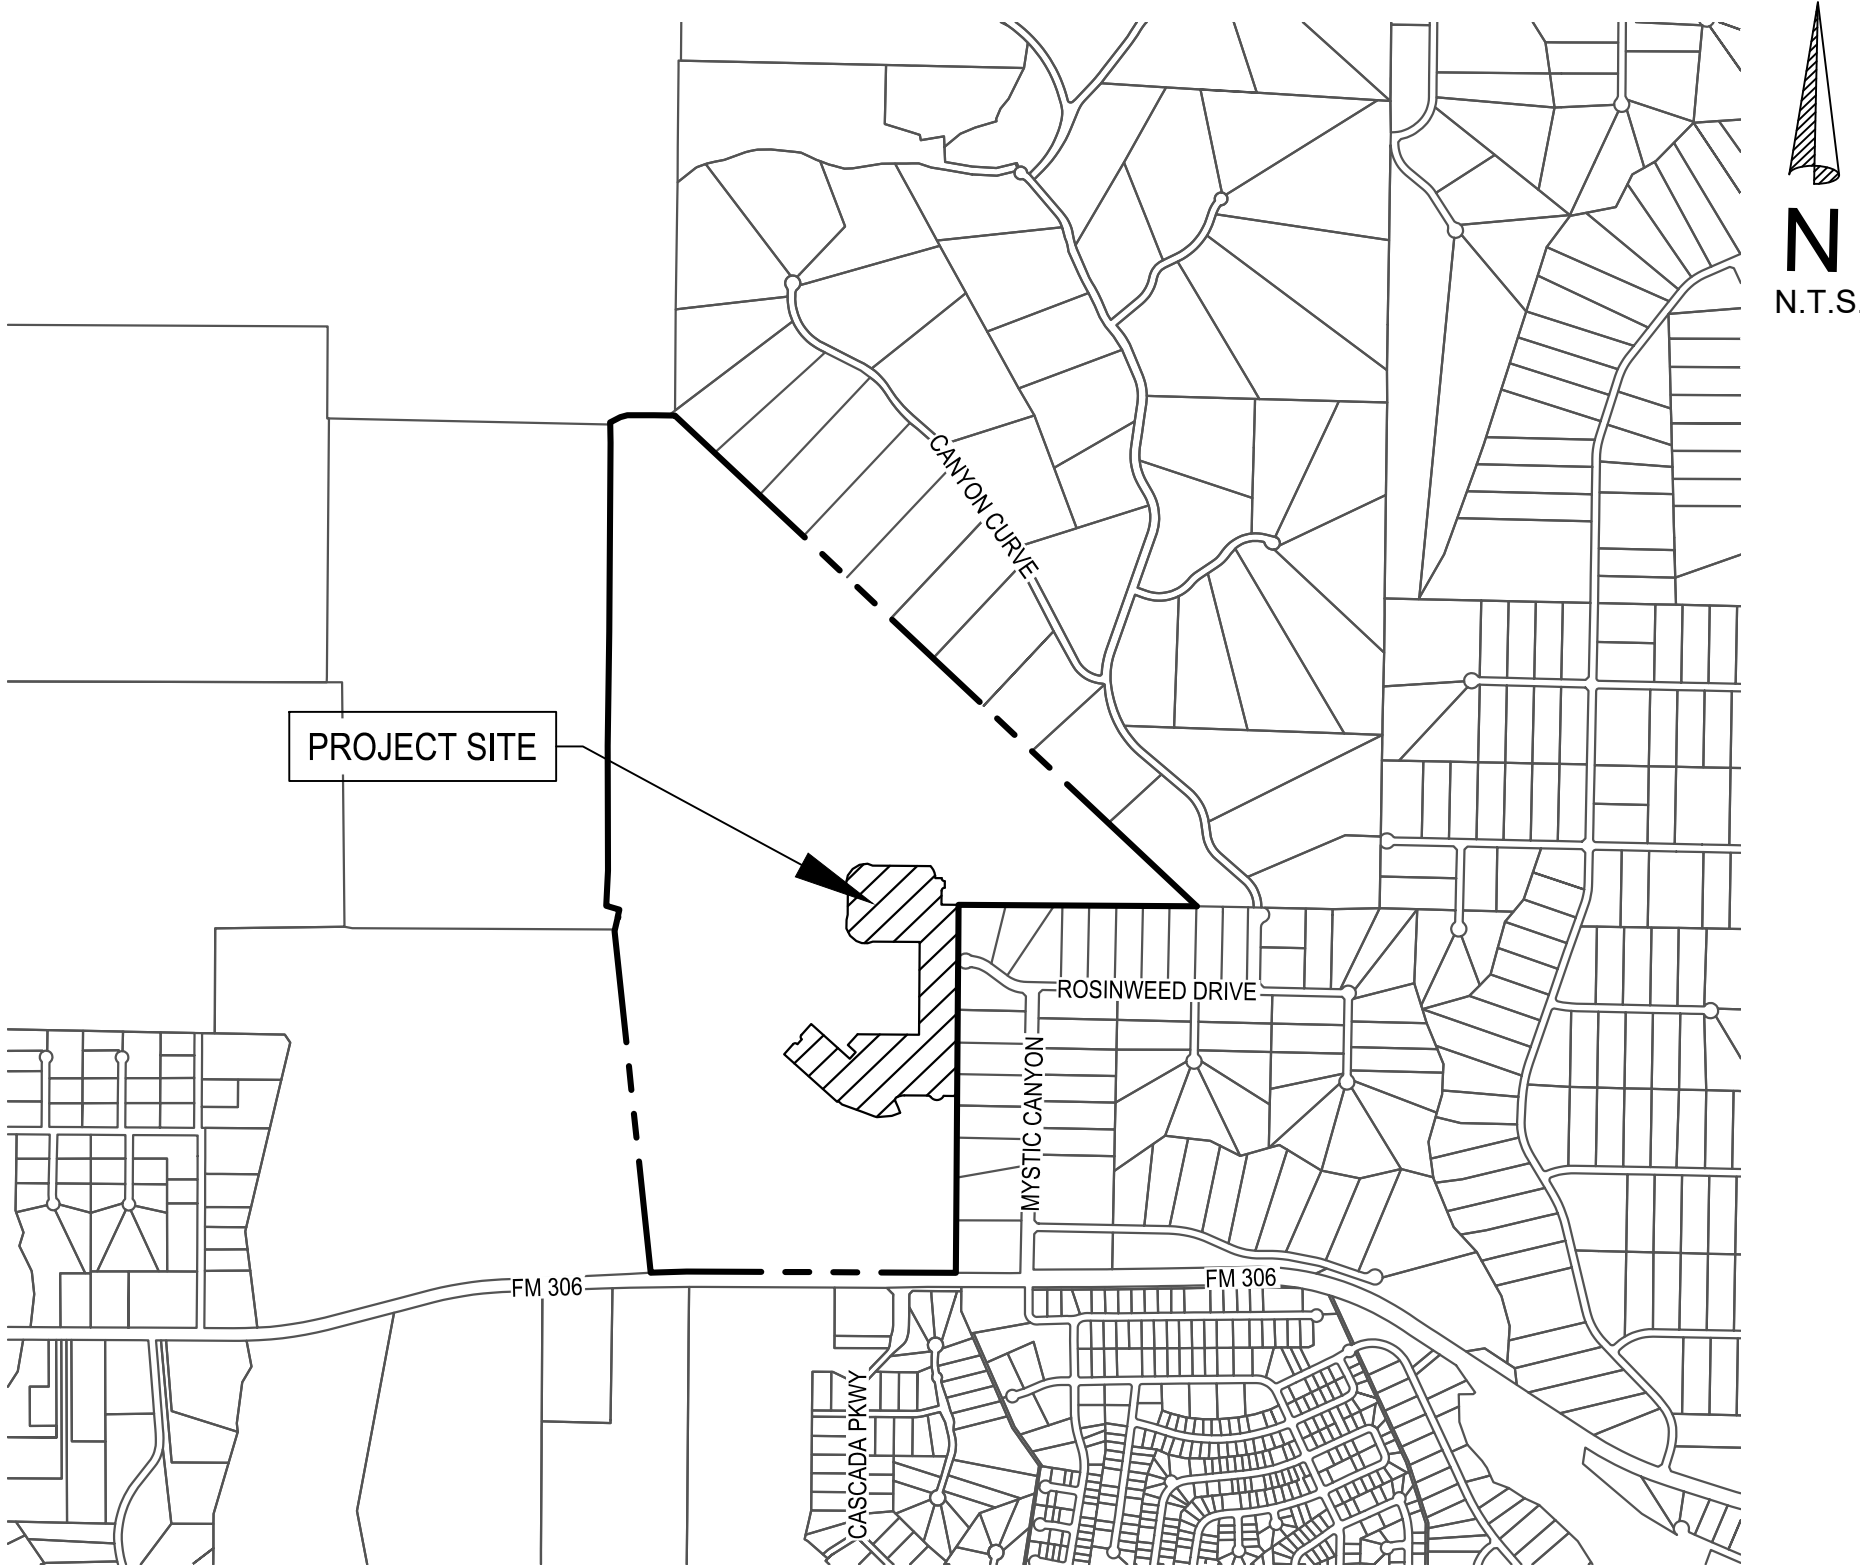 N
N.T.S.
CANYON CURVE
PROJECT SITE
ROSINWEED DRIVE
MYSTIC CANYON
FM 306
FM 306
CASCADA PKWY